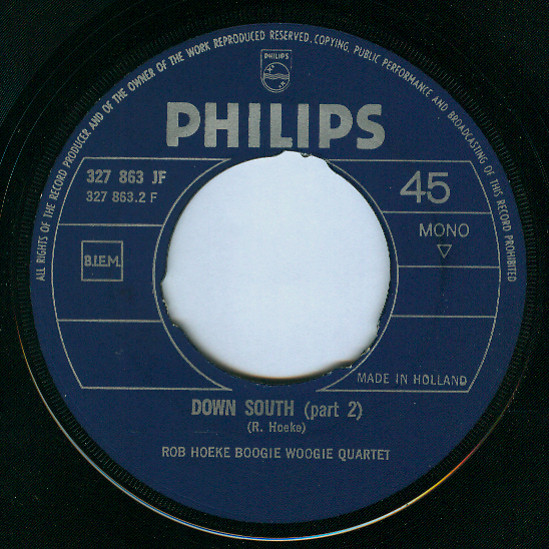 ALL RIGHTS OF THE RECORD PRODUCER AND OF THE OWNER OF THE WORK REPRODUCED RESERVED. COPYING, PUBLIC PERFORMANCE AND BROADCASTING OF THIS RECORD PROHIBITED
PHILIPS
PHILIPS
327 863 JF
327 863.2 F
45
MONO
B.I.E.M.
MADE IN HOLLAND
DOWN SOUTH (part 2)
(R. Hoeke)
ROB HOEKE BOOGIE WOOGIE QUARTET